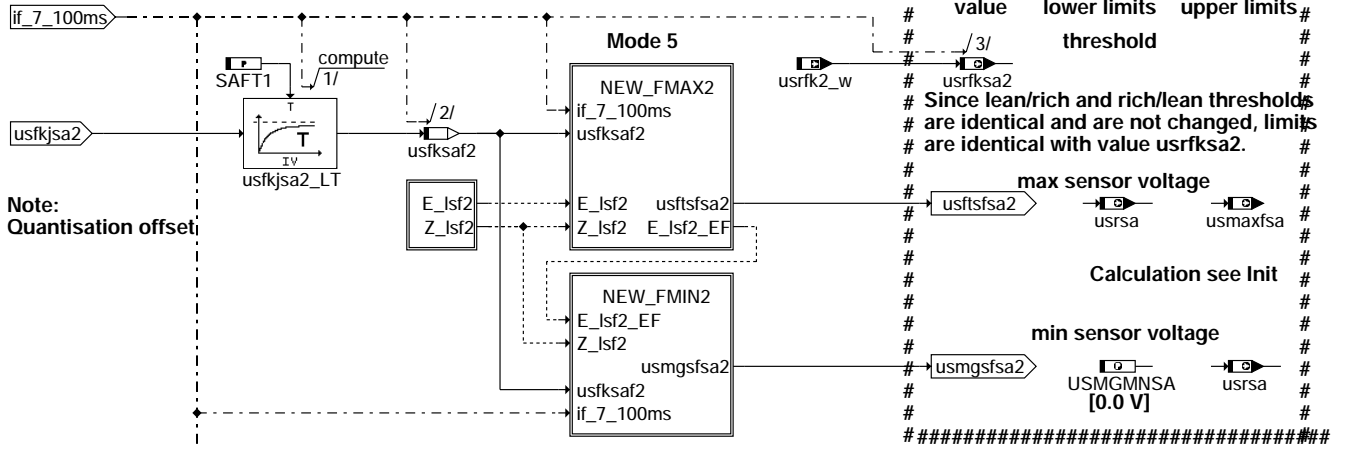 if_7_100ms
# value lower limits upper limits #
Mode 5
threshold
compute
1/
3/
SAFT1
P
T
T
IV
usfkjsa2
usfkjsa2_LT
2/
usfksaf2
NEW_FMAX2
if_7_100ms
usfksaf2
E_lsf2
Z_lsf2
E_lsf2 usftsfsa2
Z_lsf2 E_lsf2_EF
usrfk2_w
usrfksa2
Since lean/rich and rich/lean thresholds
are identical and are not changed, limits
are identical with value usrfksa2.
Note:
Quantisation offset
max sensor voltage
usftsfsa2
usrsa
usmaxfsa
Calculation see Init
NEW_FMIN2
E_lsf2_EF
Z_lsf2
usmgsfsa2
usfksaf2
if_7_100ms
min sensor voltage
usmgsfsa2
USMGMNSA
[0.0 V]
usrsa
###################################